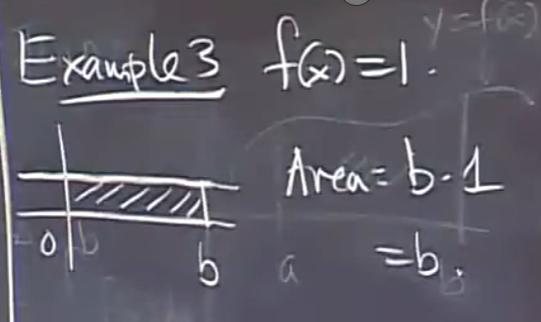 y=f(x)
Example 3 f(x)=1.
Area = b·1
= b.
0 b b a b